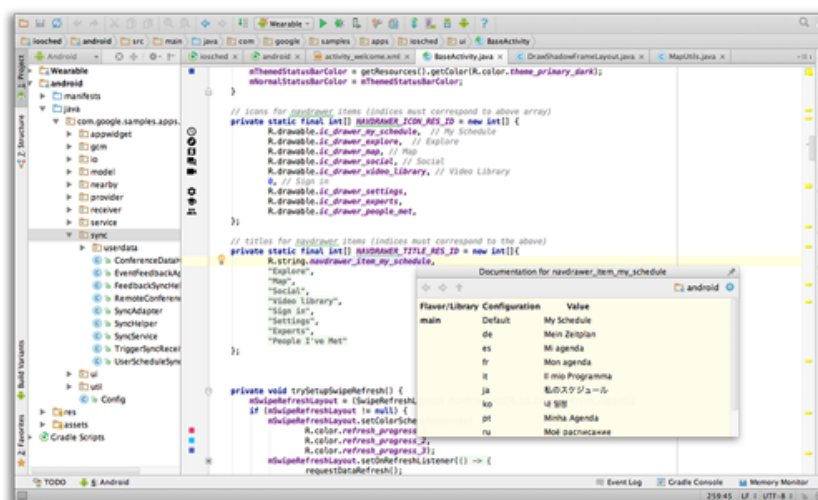 Wearable
iosched android src main java com google samples apps iosched ui BaseActivity
Android
iosched android activity_welcome.xml BaseActivity.java DrawShadowFrameLayout.java MapUtils.java
1: Project
Z: Structure
Build Variants
2: Favorites
Wearable
android
manifests
java
com.google.samples.apps.
appwidget
gcm
io
model
nearby
provider
receiver
service
sync
userdata
ConferenceDataH
EventFeedbackAp
FeedbackSyncHel
RemoteConferen
SyncAdapter
SyncHelper
SyncService
TriggerSyncRecei
UserScheduleSyn
ui
util
Config
res
assets
Gradle Scripts
mThemedStatusBarColor = getResources().getColor(R.color.theme_primary_dark);
mNormalStatusBarColor = mThemedStatusBarColor;
}
// icons for navdrawer items (indices must correspond to above array)
private static final int[] NAVDRAWER_ICON_RES_ID = new int[] {
R.drawable.ic_drawer_my_schedule, // My Schedule
R.drawable.ic_drawer_explore, // Explore
R.drawable.ic_drawer_map, // Map
R.drawable.ic_drawer_social, // Social
R.drawable.ic_drawer_video_library, // Video Library
0, // Sign in
R.drawable.ic_drawer_settings,
R.drawable.ic_drawer_experts,
R.drawable.ic_drawer_people_met,
};
// titles for navdrawer items (indices must correspond to the above)
private static final int[] NAVDRAWER_TITLE_RES_ID = new int[]{
R.string.navdrawer_item_my_schedule,
"Explore",
"Map",
"Social",
"Video library",
"Sign in",
"Settings",
"Experts",
"People I've Met"
};
private void trySetupSwipeRefresh() {
mSwipeRefreshLayout = (SwipeRefreshL
if (mSwipeRefreshLayout != null) {
mSwipeRefreshLayout.setColorSche
R.color.refresh_progress_
R.color.refresh_progress_2,
R.color.refresh_progress_3);
mSwipeRefreshLayout.setOnRefreshListener(() -> {
requestDataRefresh();
Documentation for navdrawer_item_my_schedule
android
Flavor/Library Configuration Value
main Default My Schedule
de Mein Zeitplan
es Mi agenda
fr Mon agenda
it Il mio Programma
ja 私のスケジュール
ko 내 일정
pt Minha Agenda
ru Моё расписание
TODO 6: Android Event Log Gradle Console Memory Monitor
259:45 LF UTF-8